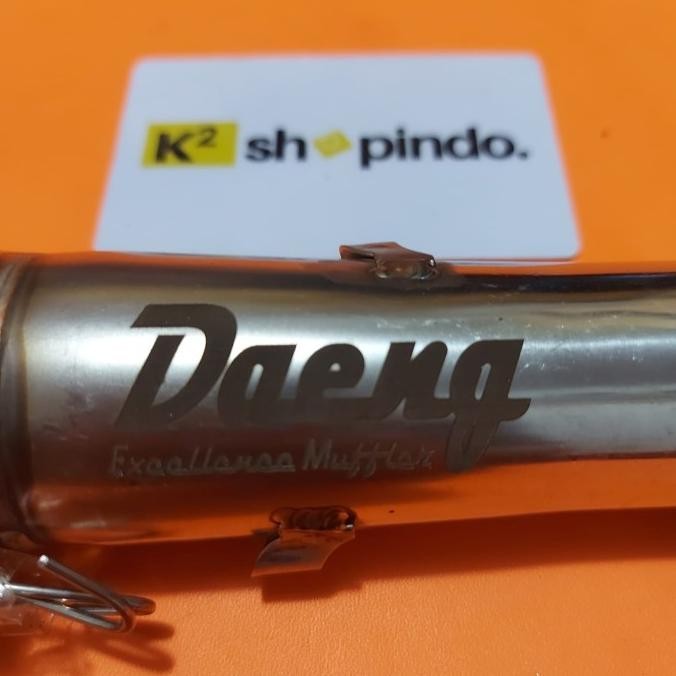 K² shopindo.
Daeng
Excellence Muffler